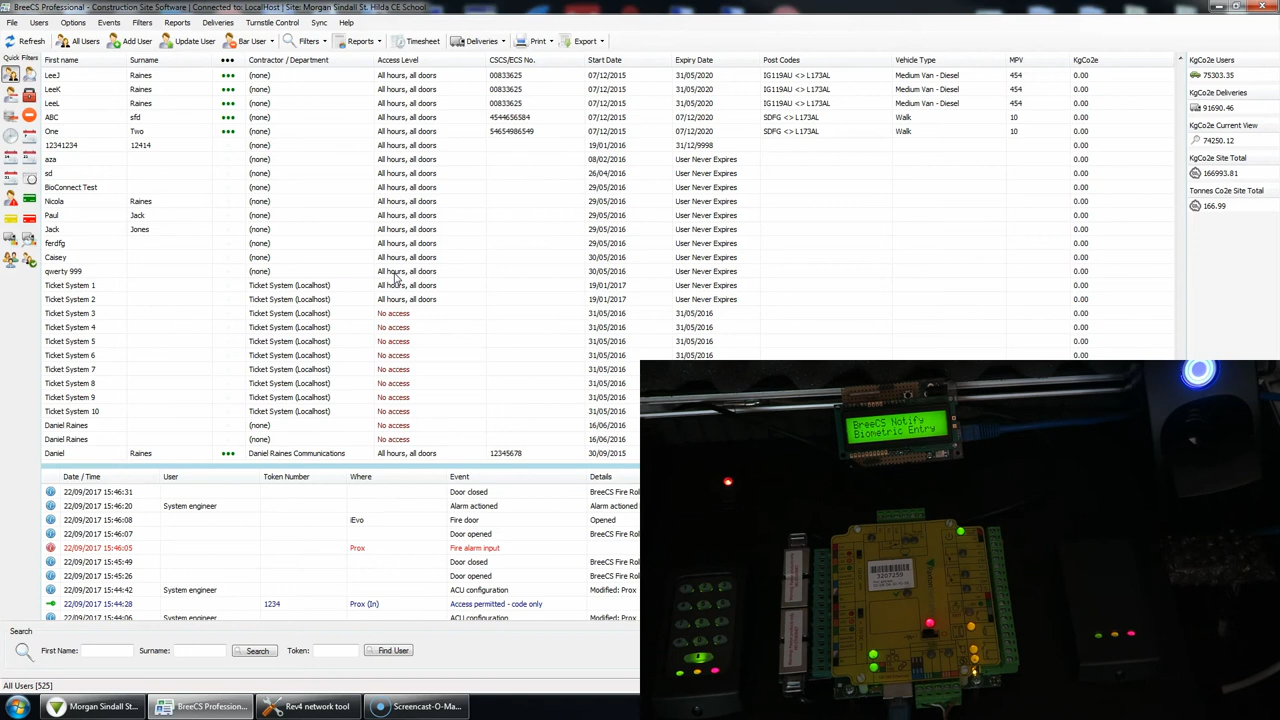 BreeCS Professional - Construction Site Software | Connected to: LocalHost | Site: Morgan Sindall St. Hilda CE School
File Users Options Events Filters Reports Deliveries Turnstile Control Sync Help
Refresh All Users Add User Update User Bar User Filters Reports Timesheet Deliveries Print Export
Quick Filters
First name Surname ••• Contractor / Department Access Level CSCS/ECS No. Start Date Expiry Date Post Codes Vehicle Type MPV KgCo2e
LeeJ Raines ••• (none) All hours, all doors 00833625 07/12/2015 31/05/2020 IG119AU <> L173AL Medium Van - Diesel 454 0.00
LeeK Raines ••• (none) All hours, all doors 00833625 07/12/2015 31/05/2020 IG119AU <> L173AL Medium Van - Diesel 454 0.00
LeeL Raines ••• (none) All hours, all doors 00833625 07/12/2015 31/05/2020 IG119AU <> L173AL Medium Van - Diesel 454 0.00
ABC sfd ••• (none) All hours, all doors 4544656584 07/12/2015 07/12/2020 SDFG <> L173AL Walk 10 0.00
One Two ••• (none) All hours, all doors 54654986549 07/12/2015 07/12/2020 SDFG <> L173AL Walk 10 0.00
12341234 12414 (none) All hours, all doors 19/01/2016 31/12/9998 0.00
aza (none) All hours, all doors 08/02/2016 User Never Expires 0.00
sd (none) All hours, all doors 26/04/2016 User Never Expires 0.00
BioConnect Test (none) All hours, all doors 29/05/2016 User Never Expires 0.00
Nicola Raines (none) All hours, all doors 29/05/2016 User Never Expires 0.00
Paul Jack (none) All hours, all doors 29/05/2016 User Never Expires 0.00
Jack Jones (none) All hours, all doors 29/05/2016 User Never Expires 0.00
ferdfg (none) All hours, all doors 29/05/2016 User Never Expires 0.00
Caisey (none) All hours, all doors 30/05/2016 User Never Expires 0.00
qwerty 999 (none) All hours, all doors 30/05/2016 User Never Expires 0.00
Ticket System 1 Ticket System (Localhost) All hours, all doors 19/01/2017 User Never Expires 0.00
Ticket System 2 Ticket System (Localhost) All hours, all doors 19/01/2017 User Never Expires 0.00
Ticket System 3 Ticket System (Localhost) No access 31/05/2016 31/05/2016 0.00
Ticket System 4 Ticket System (Localhost) No access 31/05/2016 31/05/2016 0.00
Ticket System 5 Ticket System (Localhost) No access 31/05/2016 31/05/2016 0.00
Ticket System 6 Ticket System (Localhost) No access 31/05/2016 31/05/2016 0.00
Ticket System 7 Ticket System (Localhost) No access 31/05/2016
Ticket System 8 Ticket System (Localhost) No access 31/05/2016
Ticket System 9 Ticket System (Localhost) No access 31/05/2016
Ticket System 10 Ticket System (Localhost) No access 31/05/2016
Daniel Raines (none) No access 16/06/2016
Daniel Raines (none) No access 16/06/2016
Daniel Raines ••• Daniel Raines Communications All hours, all doors 12345678 30/09/2015
KgCo2e Users
75303.35
KgCo2e Deliveries
91690.46
KgCo2e Current View
74250.12
KgCo2e Site Total
166993.81
Tonnes Co2e Site Total
166.99
Date / Time User Token Number Where Event Details
22/09/2017 15:46:31 Door closed BreeCS Fire Rol
22/09/2017 15:46:20 System engineer Alarm actioned
22/09/2017 15:46:08 iEvo Fire door Opened
22/09/2017 15:46:07 Door opened BreeCS Fire Rol
22/09/2017 15:46:05 Prox Fire alarm input
22/09/2017 15:45:49 Door closed BreeCS Fire Rol
22/09/2017 15:45:26 Door opened BreeCS Fire Rol
22/09/2017 15:44:42 System engineer ACU configuration Modified: Prox
22/09/2017 15:44:28 1234 Prox (In) Access permitted - code only
22/09/2017 15:44:06 System engineer ACU configuration Modified: Prox
Search
First Name: Surname: Search Token: Find User
All Users [525]
Morgan Sindall St... BreeCS Profession... Rev4 network tool Screencast-O-Ma...
BreeCS Notify
Biometric Entry
3207259